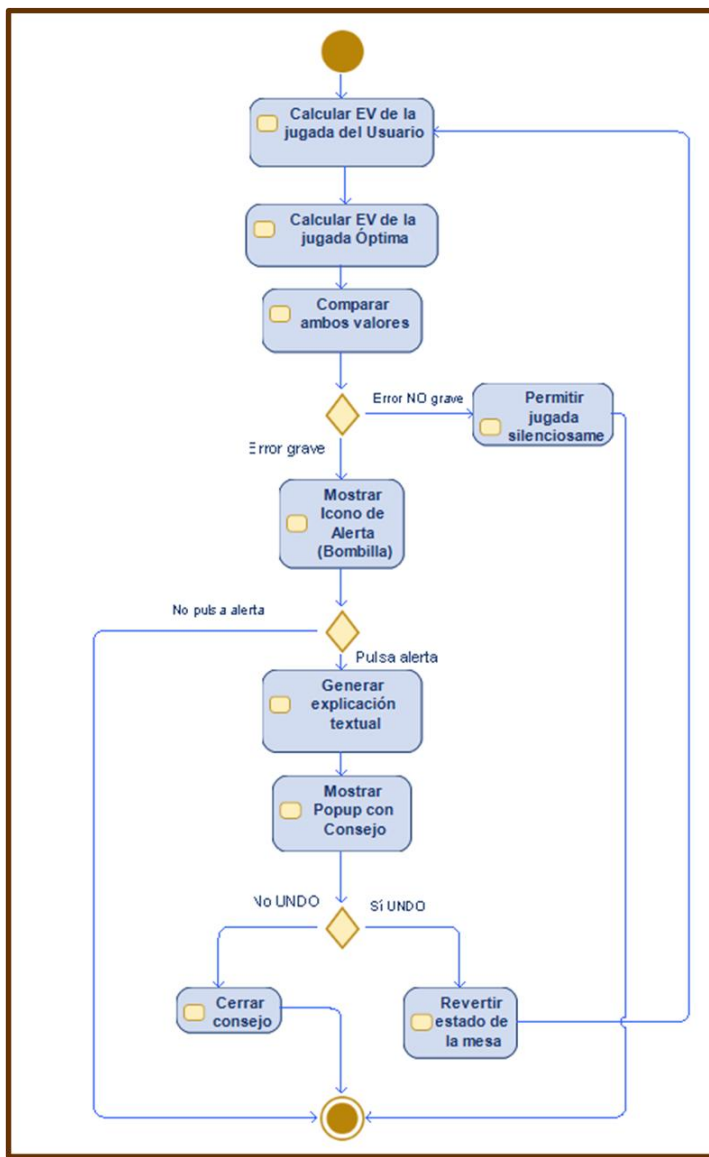 Calcular EV de la
jugada del Usuario
Calcular EV de la
jugada Óptima
Comparar
ambos valores
Error NO grave
Permitir
jugada
silenciosame
Error grave
Mostrar
Icono de
Alerta
(Bombilla)
No pulsa alerta
Pulsa alerta
Generar
explicación
textual
Mostrar
Popup con
Consejo
No UNDO
Sí UNDO
Cerrar
consejo
Revertir
estado de
la mesa